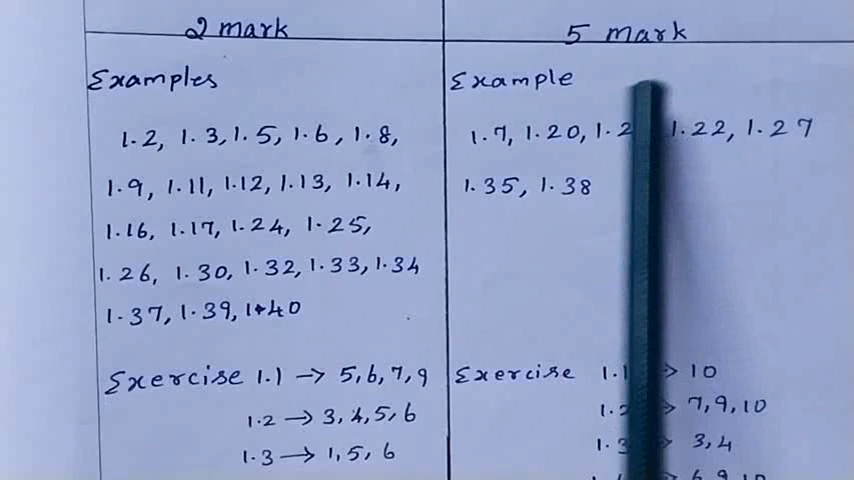 2 mark
Examples
1.2, 1.3, 1.5, 1.6, 1.8,
1.9, 1.11, 1.12, 1.13, 1.14,
1.16, 1.17, 1.24, 1.25,
1.26, 1.30, 1.32, 1.33, 1.34
1.37, 1.39, 1.40
Exercise 1.1 → 5,6,7,9
1.2 → 3,4,5,6
1.3 → 1,5,6
5 mark
Example
1.7, 1.20, 1.22, 1.27
1.35, 1.38
Exercise 1.1 → 10
→ 7,9,10
→ 3,4